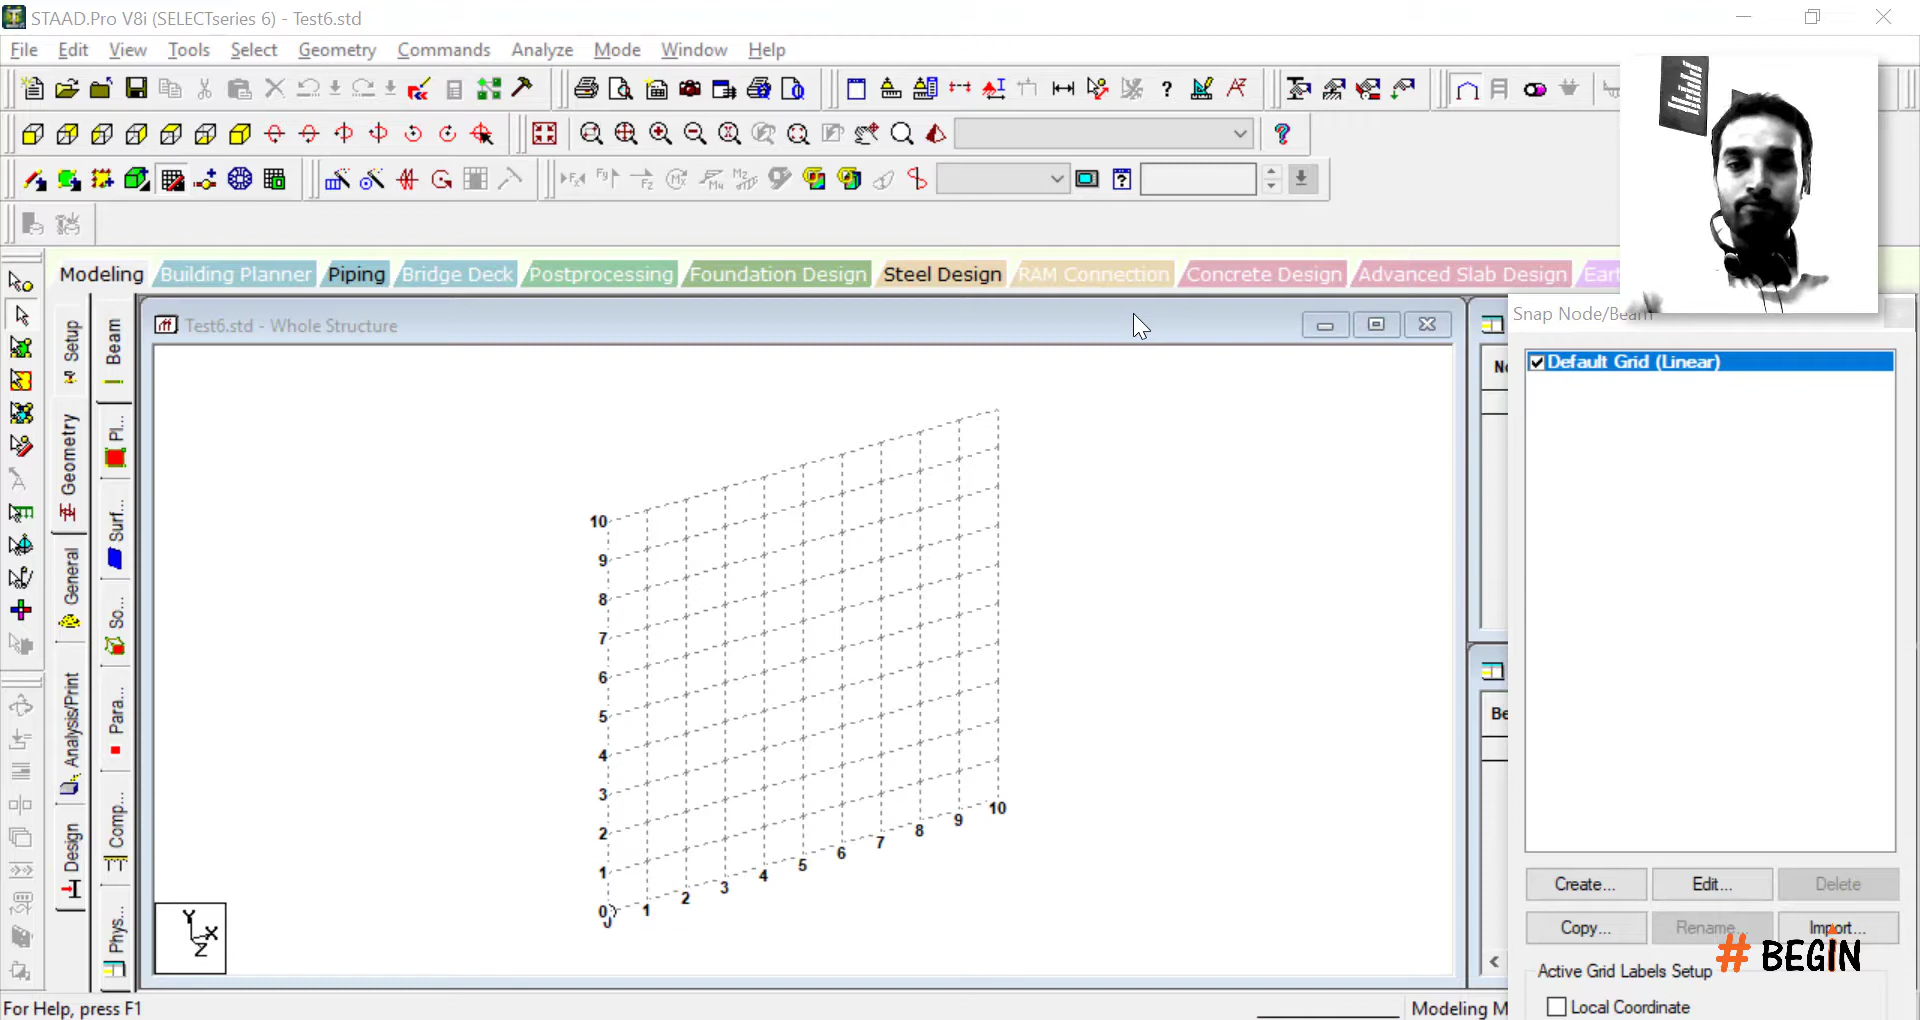 STAAD.Pro V8i (SELECTseries 6) - Test6.std
File Edit View Tools Select Geometry Commands Analyze Mode Window Help
Modeling Building Planner Piping Bridge Deck Postprocessing Foundation Design Steel Design RAM Connection Concrete Design Advanced Slab Design Eart
Setup
Geometry
General
Analysis/Print
Design
Beam
Pl...
Surf...
So...
Para...
Comp...
Phys...
Test6.std - Whole Structure
10
9
8
7
6
5
4
3
2
1
0
1 2 3 4 5 6 7 8 9 10
Y
X
Z
Be
Snap Node/Beam
Default Grid (Linear)
Create... Edit... Delete
Copy... Rename... Import...
# BEGIN
Active Grid Labels Setup
Local Coordinate
For Help, press F1
Modeling M